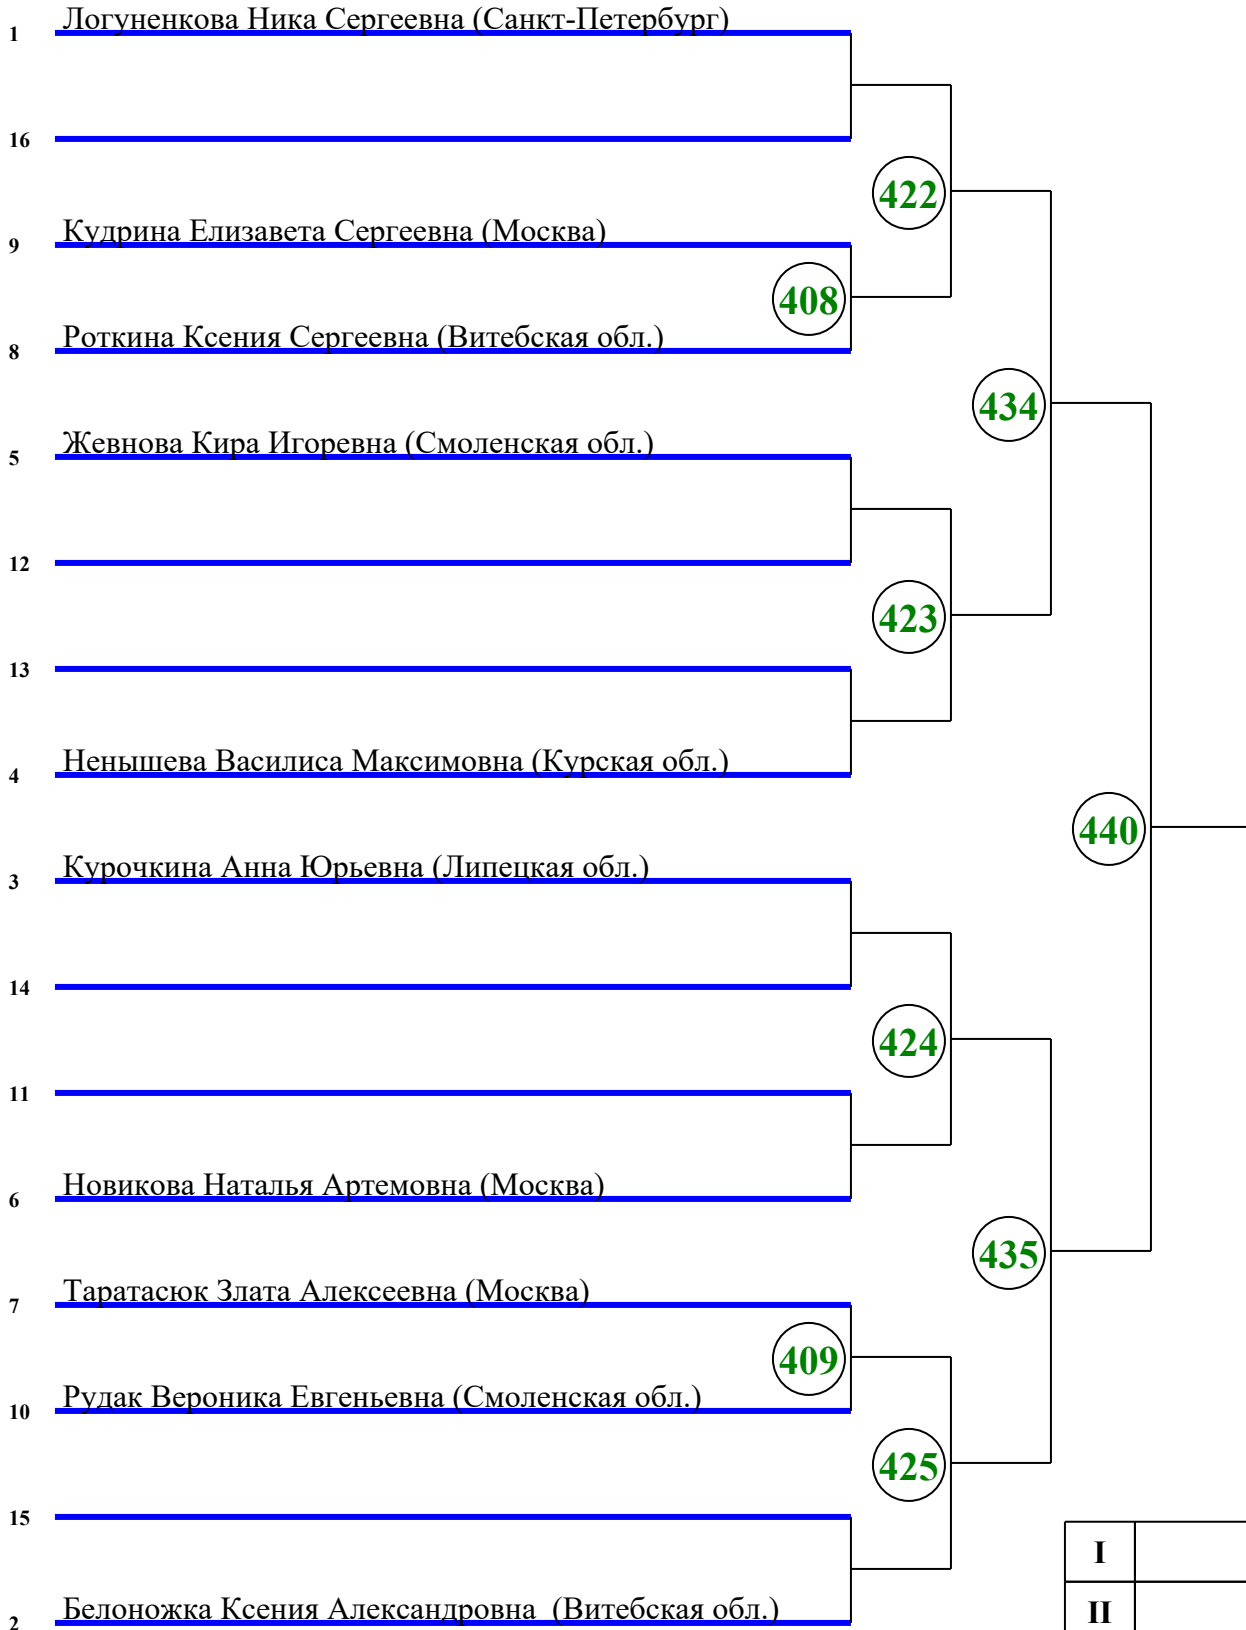 1 Логуненкова Ника Сергеевна (Санкт-Петербург)
16
422
9 Кудрина Елизавета Сергеевна (Москва)
408
8 Роткина Ксения Сергеевна (Витебская обл.)
434
5 Жевнова Кира Игоревна (Смоленская обл.)
12
423
13
4 Ненышева Василиса Максимовна (Курская обл.)
440
3 Курочкина Анна Юрьевна (Липецкая обл.)
14
424
11
6 Новикова Наталья Артемовна (Москва)
435
7 Таратасюк Злата Алексеевна (Москва)
409
10 Рудак Вероника Евгеньевна (Смоленская обл.)
425
15
I
2 Белоножка Ксения Александровна (Витебская обл.)
II